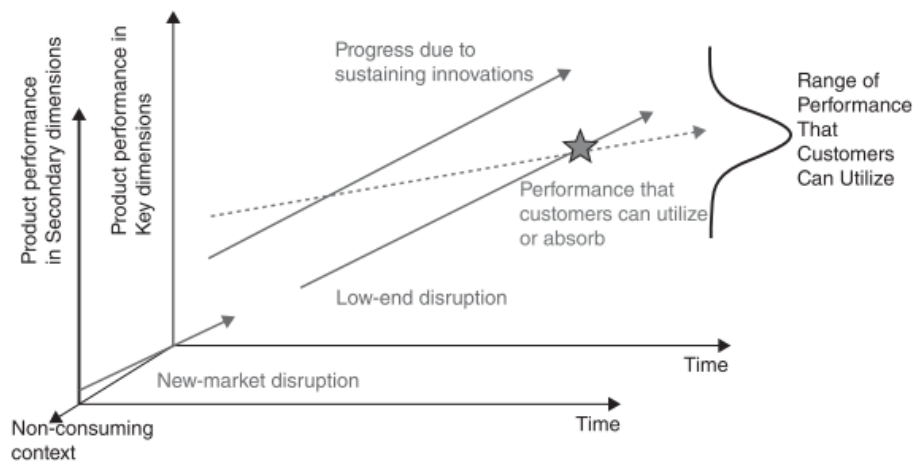 Product performance
in Secondary dimensions
Product performance in
Key dimensions
Progress due to
sustaining innovations
Range of
Performance
That
Customers
Can Utilize
Performance that
customers can utilize
or absorb
Low-end disruption
Time
New-market disruption
Time
Non-consuming
context